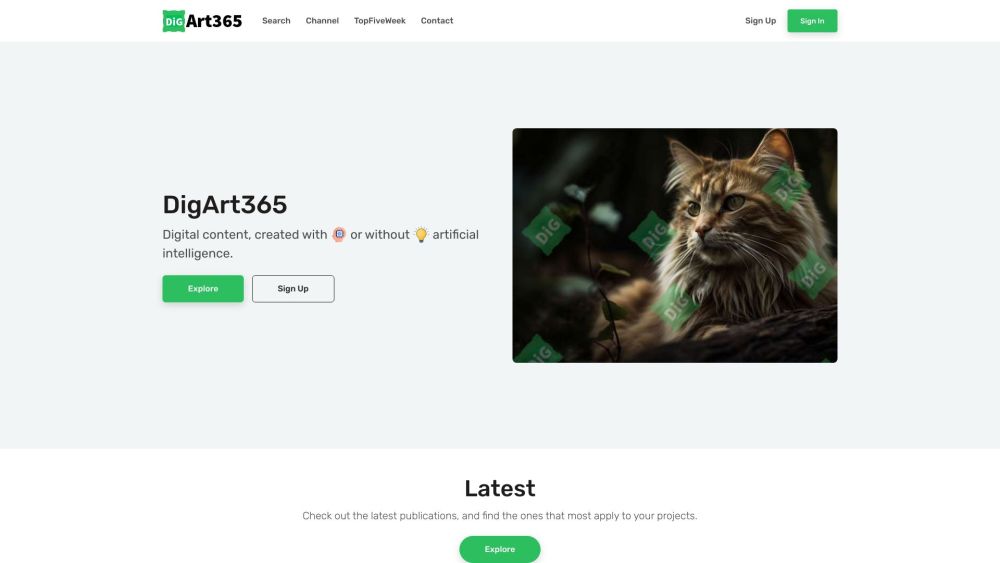 DiG Art365 Search Channel TopFiveWeek Contact Sign Up Sign In
DigArt365
Digital content, created with or without artificial
intelligence.
Explore Sign Up
DiG
DiG
DiG
DiG
DiG
DiG
Latest
Check out the latest publications, and find the ones that most apply to your projects.
Explore